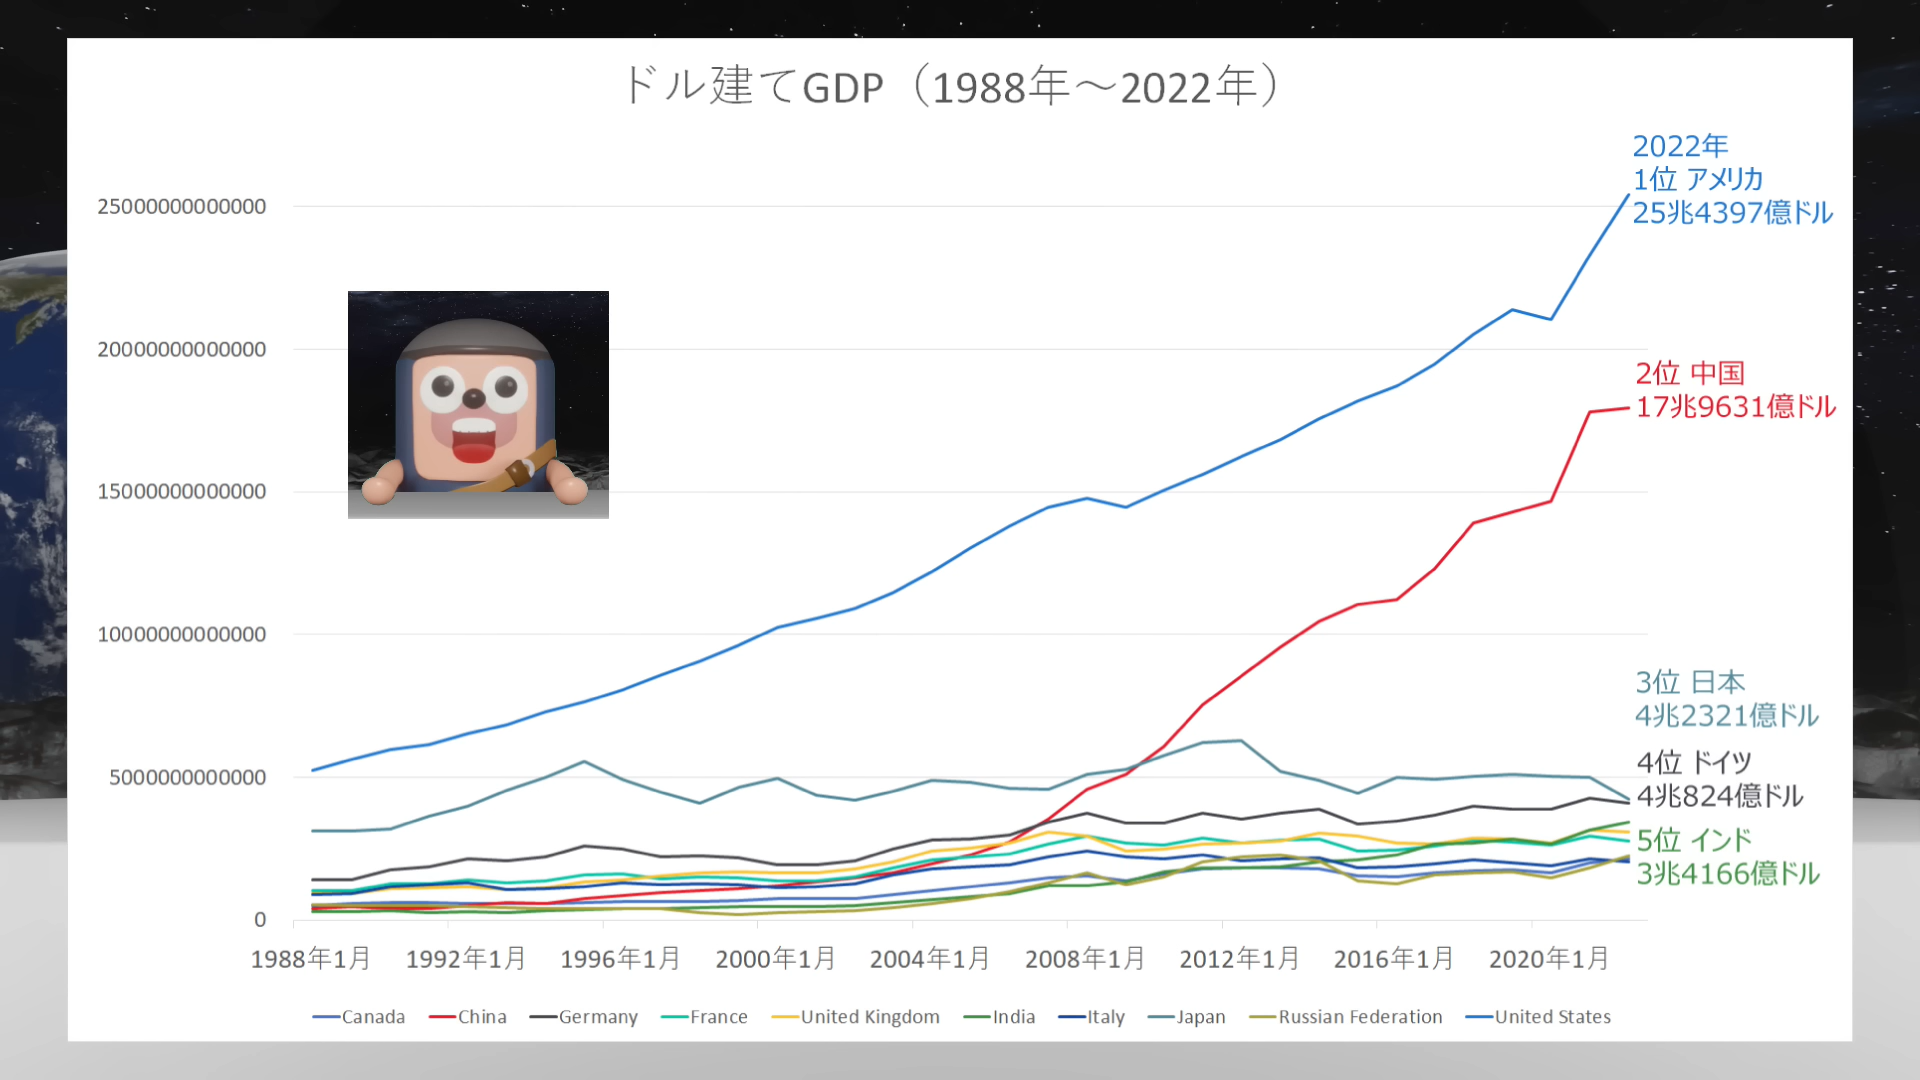 ドル建てGDP（1988年～2022年）
2022年
1位 アメリカ
25兆4397億ドル
25000000000000
20000000000000
2位 中国
17兆9631億ドル
15000000000000
10000000000000
3位 日本
4兆2321億ドル
4位 ドイツ
4兆824億ドル
5000000000000
5位 インド
3兆4166億ドル
0
1988年1月 1992年1月 1996年1月 2000年1月 2004年1月 2008年1月 2012年1月 2016年1月 2020年1月
Canada China Germany France United Kingdom India Italy Japan Russian Federation United States